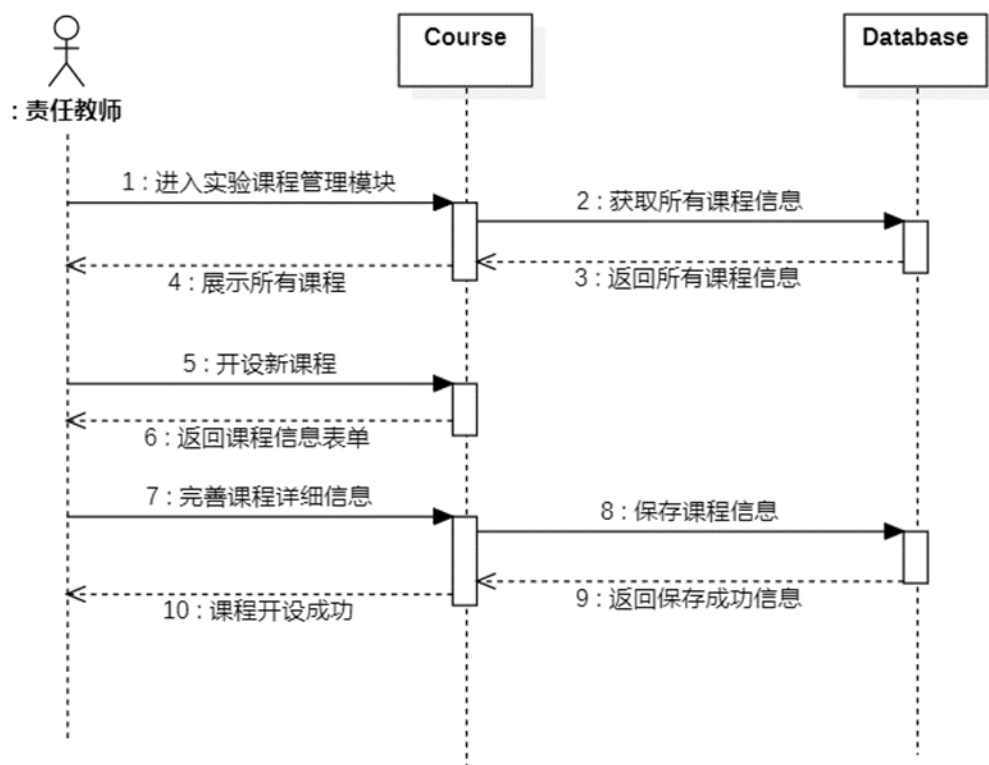 Course
Database
: 责任教师
1 : 进入实验课程管理模块
2 : 获取所有课程信息
3 : 返回所有课程信息
4 : 展示所有课程
5 : 开设新课程
6 : 返回课程信息表单
7 : 完善课程详细信息
8 : 保存课程信息
9 : 返回保存成功信息
10 : 课程开设成功